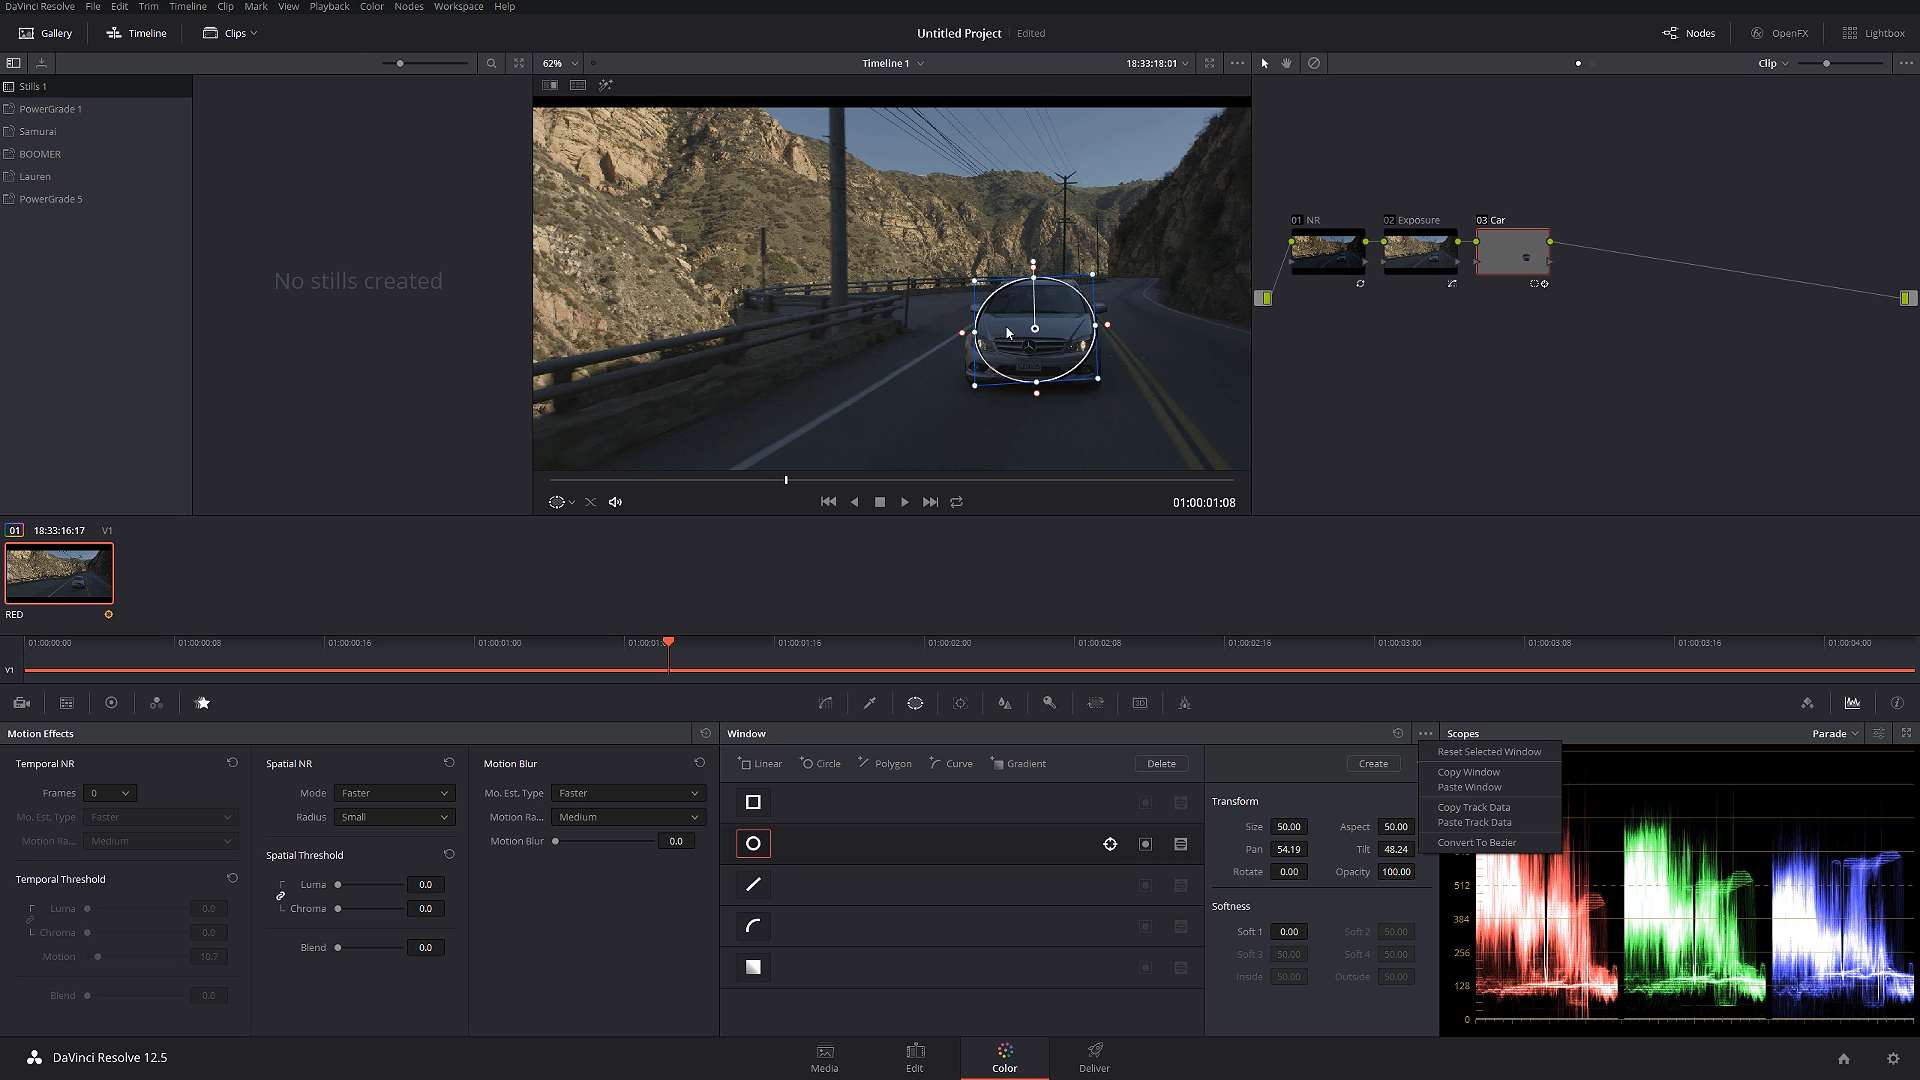 DaVinci Resolve File Edit Trim Timeline Clip Mark View Playback Color Nodes Workspace Help
Gallery Timeline Clips Untitled Project Edited Nodes OpenFX Lightbox
62% Timeline 1 18:33:18:01 Clip
Stills 1
PowerGrade 1
Samurai
BOOMER
Lauren
PowerGrade 5
No stills created
01 NR 02 Exposure 03 Car
01:00:01:08
01 18:33:16:17 V1
RED
01:00:00:00 01:00:00:08 01:00:00:16 01:00:01:00 01:00:01:16 01:00:02:00 01:00:02:08 01:00:02:16 01:00:03:00 01:00:03:08 01:00:03:16 01:00:04:00
V1
3D
Motion Effects
Temporal NR
Frames 0
Mo. Est. Type Faster
Motion Ra... Medium
Temporal Threshold
Luma 0.0
Chroma 0.0
Motion 10.7
Blend 0.0
Spatial NR
Mode Faster
Radius Small
Spatial Threshold
Luma 0.0
Chroma 0.0
Blend 0.0
Motion Blur
Mo. Est. Type Faster
Motion Ra... Medium
Motion Blur 0.0
Window
Linear Circle Polygon Curve Gradient Delete
Create
Transform
Size 50.00 Aspect 50.00
Pan 54.19 Tilt 48.24
Rotate 0.00 Opacity 100.00
Softness
Soft 1 0.00 Soft 2 50.00
Soft 3 50.00 Soft 4 50.00
Inside 50.00 Outside 50.00
Scopes Parade
Reset Selected Window
Copy Window
Paste Window
Copy Track Data
Paste Track Data
Convert To Bezier
512
384
256
128
0
DaVinci Resolve 12.5
Media Edit Color Deliver